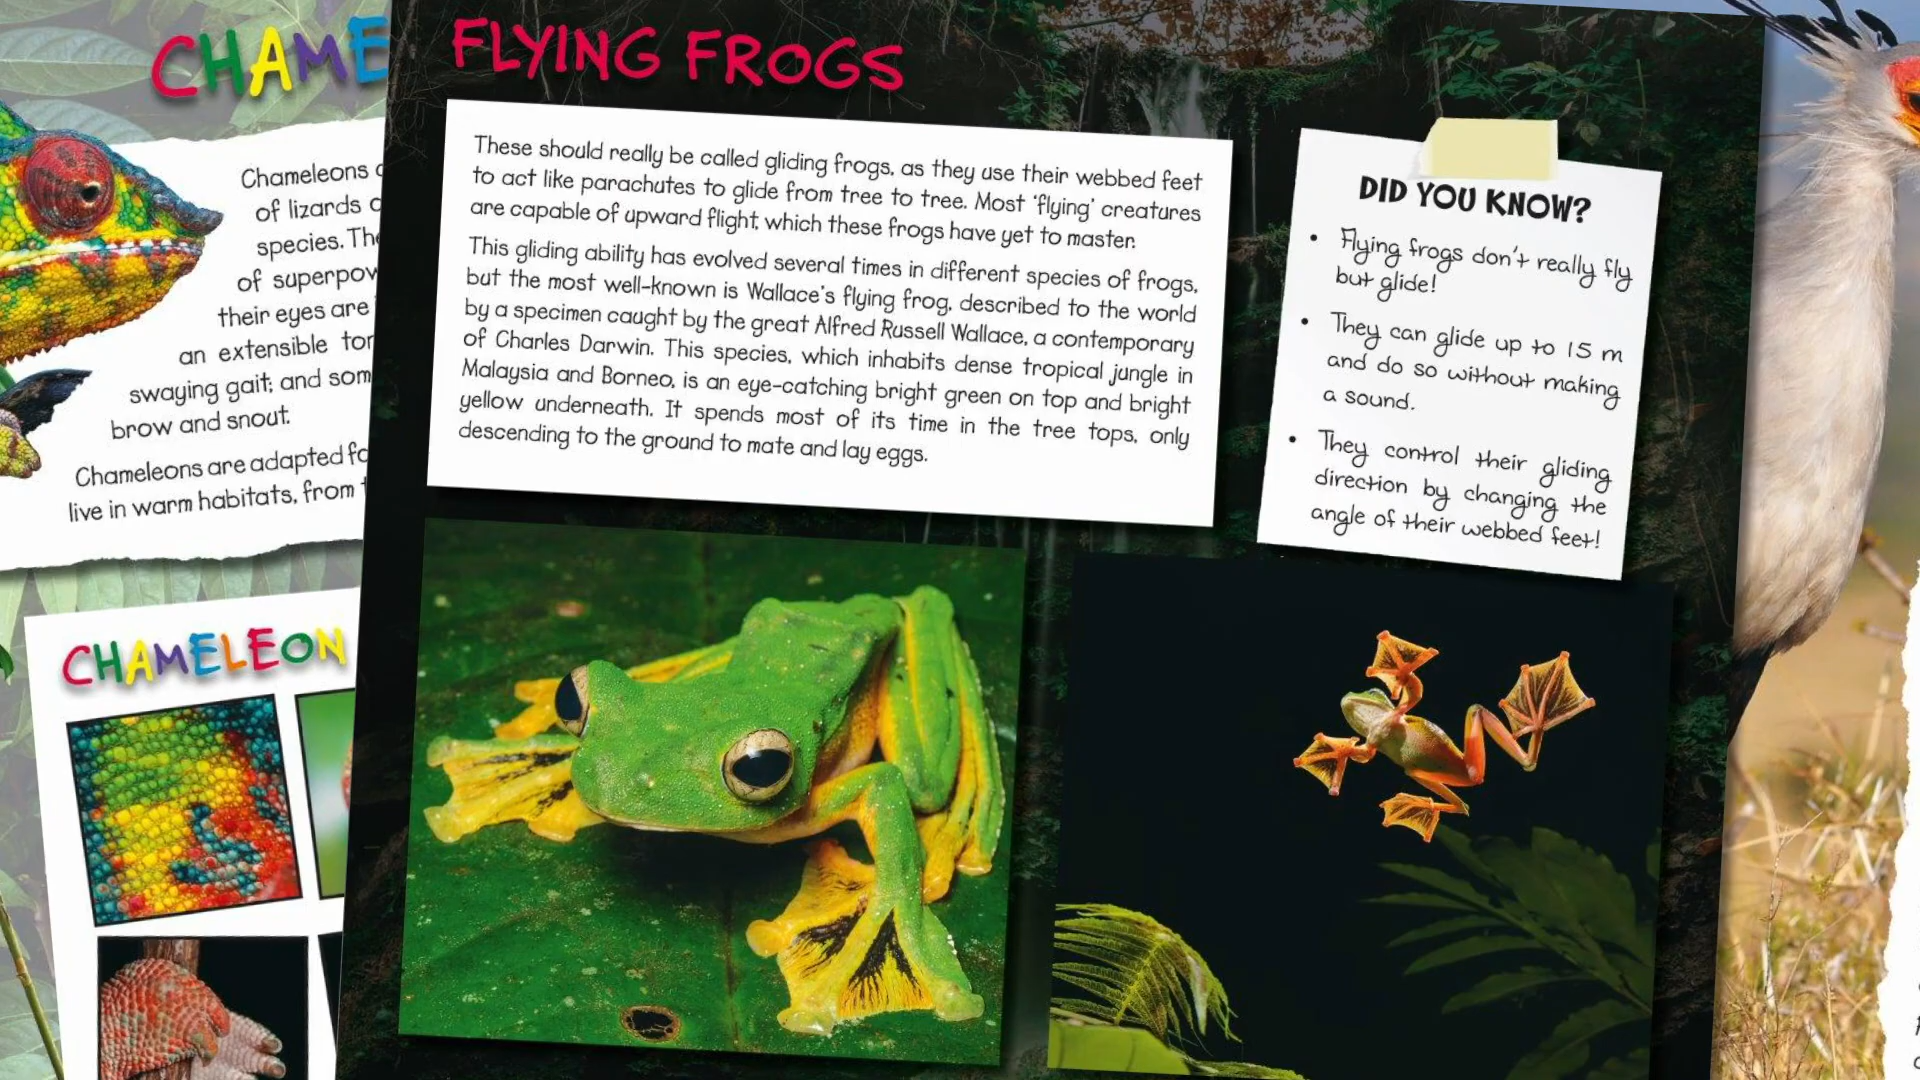 CHAME
Chameleons
of lizards
species. The
of superpow
their eyes are
an extensible
swaying gait; and som
brow and snout.
Chameleons are adapted
live in warm habitats, from
CHAMELEON
FLYING FROGS
These should really be called gliding frogs, as they use their webbed feet
to act like parachutes to glide from tree to tree. Most 'flying' creatures
are capable of upward flight, which these frogs have yet to master.
This gliding ability has evolved several times in different species of frogs,
but the most well-known is Wallace's flying frog, described to the world
by a specimen caught by the great Alfred Russell Wallace, a contemporary
of Charles Darwin. This species, which inhabits dense tropical jungle in
Malaysia and Borneo, is an eye-catching bright green on top and bright
yellow underneath. It spends most of its time in the tree tops, only
descending to the ground to mate and lay eggs.
DID YOU KNOW?
• Flying frogs don't really fly
but glide!
• They can glide up to 15 m
and do so without making
a sound.
• They control their gliding
direction by changing the
angle of their webbed feet!